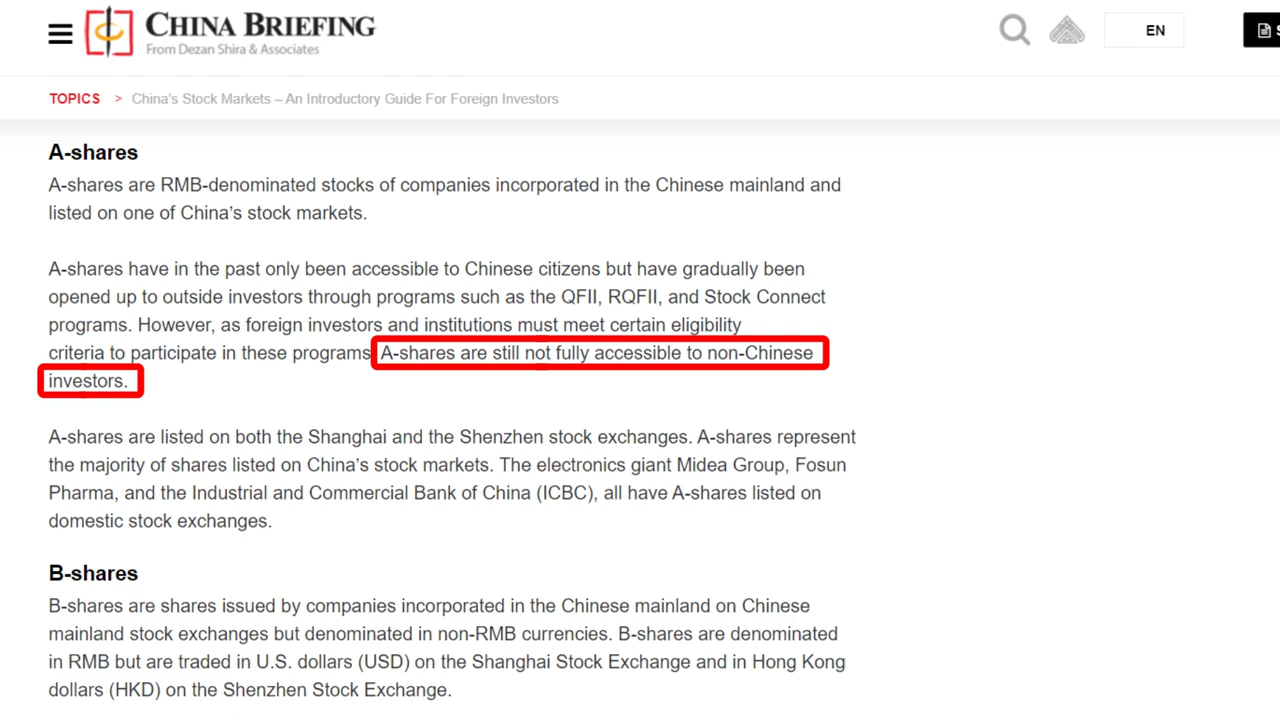 CHINA BRIEFING
From Dezan Shira & Associates
EN
TOPICS > China's Stock Markets – An Introductory Guide For Foreign Investors
A-shares
A-shares are RMB-denominated stocks of companies incorporated in the Chinese mainland and
listed on one of China's stock markets.
A-shares have in the past only been accessible to Chinese citizens but have gradually been
opened up to outside investors through programs such as the QFII, RQFII, and Stock Connect
programs. However, as foreign investors and institutions must meet certain eligibility
criteria to participate in these programs A-shares are still not fully accessible to non-Chinese
investors.
A-shares are listed on both the Shanghai and the Shenzhen stock exchanges. A-shares represent
the majority of shares listed on China's stock markets. The electronics giant Midea Group, Fosun
Pharma, and the Industrial and Commercial Bank of China (ICBC), all have A-shares listed on
domestic stock exchanges.
B-shares
B-shares are shares issued by companies incorporated in the Chinese mainland on Chinese
mainland stock exchanges but denominated in non-RMB currencies. B-shares are denominated
in RMB but are traded in U.S. dollars (USD) on the Shanghai Stock Exchange and in Hong Kong
dollars (HKD) on the Shenzhen Stock Exchange.